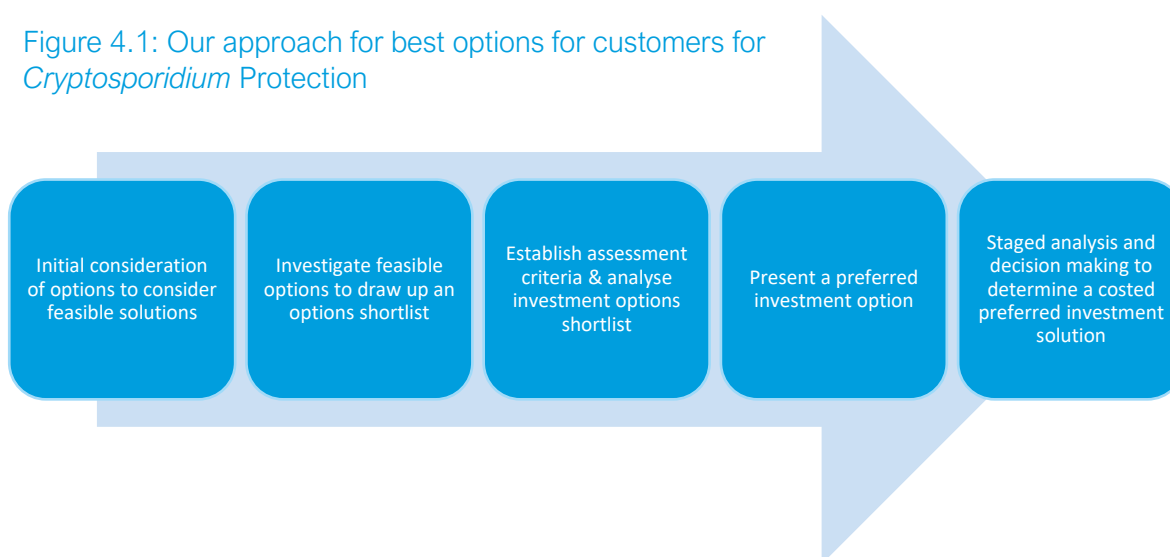 Figure 4.1: Our approach for best options for customers for
Cryptosporidium Protection
Initial consideration
of options to consider
feasible solutions
Investigate feasible
options to draw up an
options shortlist
Establish assessment
criteria & analyse
investment options
shortlist
Present a preferred
investment option
Staged analysis and
decision making to
determine a costed
preferred investment
solution